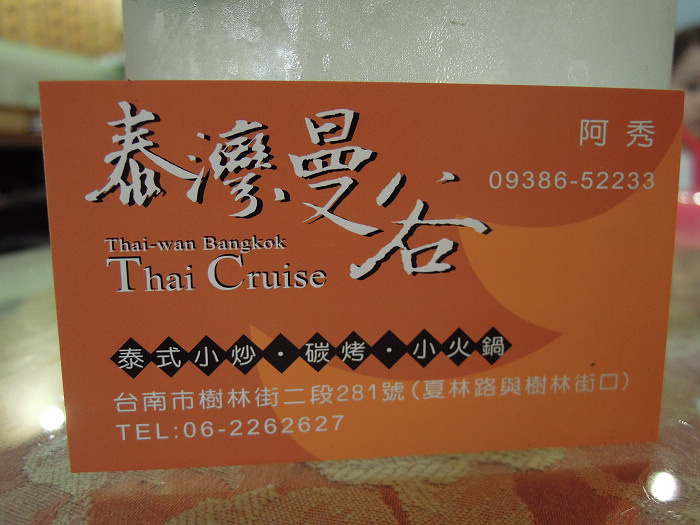 泰灣曼谷
阿秀
09386-52233
Thai-wan Bangkok
Thai Cruise
泰式小炒・碳烤・小火鍋
台南市樹林街二段281號(夏林路與樹林街口)
TEL:06-2262627